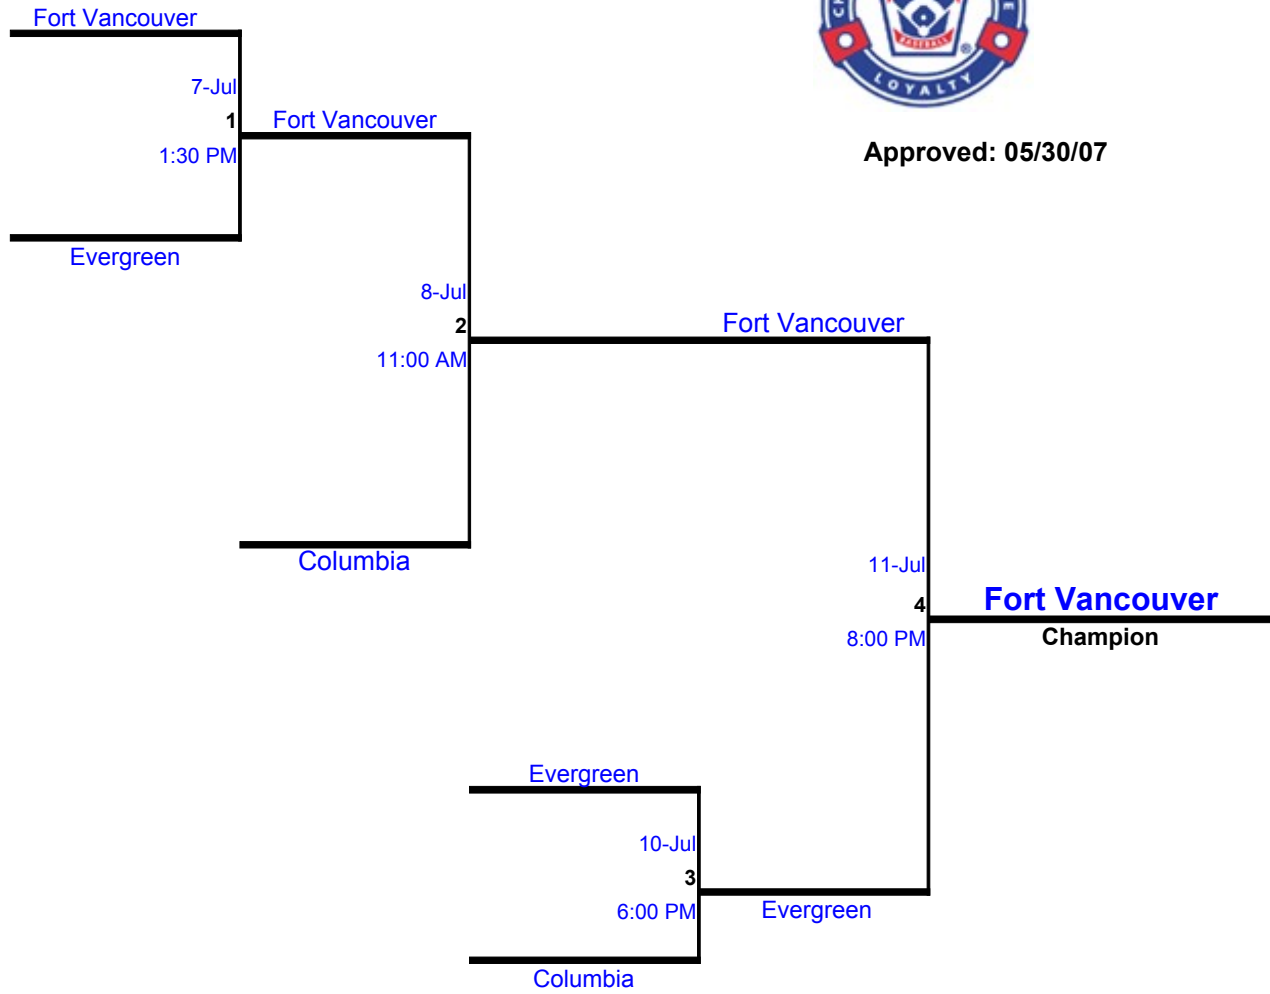 Fort Vancouver
7-Jul
1
Fort Vancouver
1:30 PM
Evergreen
BASEBALL
®
LOYALTY
Approved: 05/30/07
8-Jul
2
Fort Vancouver
11:00 AM
Columbia
11-Jul
4
Fort Vancouver
8:00 PM
Champion
Evergreen
10-Jul
3
6:00 PM
Evergreen
Columbia